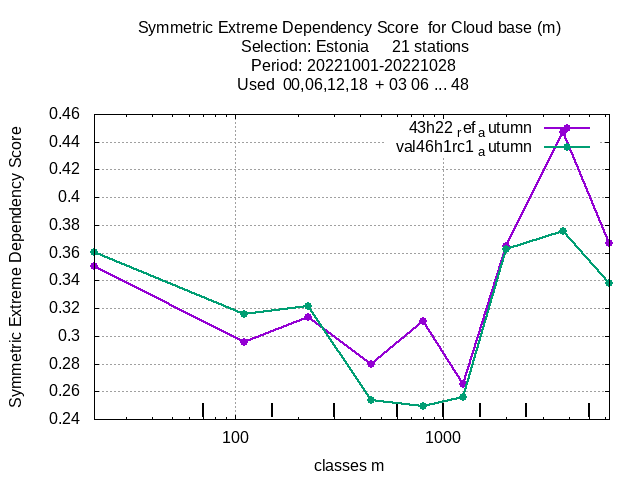 Symmetric Extreme Dependency Score  for Cloud base (m)
Selection: Estonia     21 stations
Period: 20221001-20221028
Used  00,06,12,18  + 03 06 ... 48
Symmetric Extreme Dependency Score
0.46
0.44
0.42
0.4
0.38
0.36
0.34
0.32
0.3
0.28
0.26
0.24
43h22 ref autumn
val46h1rc1 autumn
100
1000
classes m